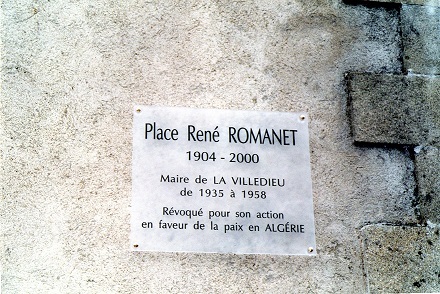 Place René ROMANET
1904 - 2000
Maire de LA VILLEDIEU
de 1935 à 1958
Révoqué pour son action
en faveur de la paix en ALGÉRIE